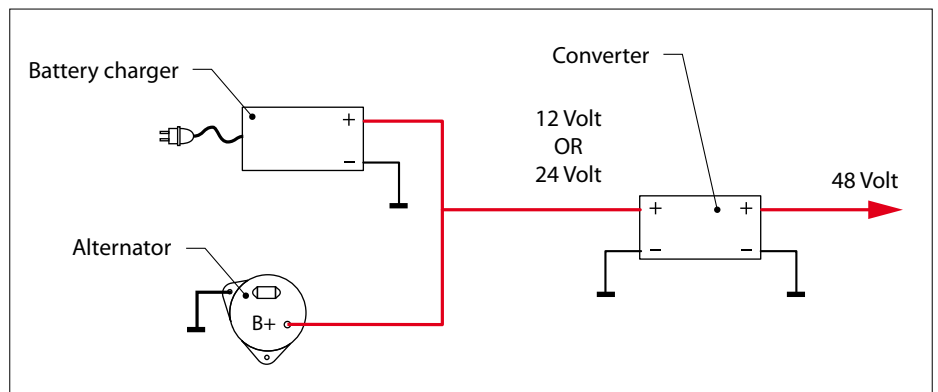 Battery charger
+
−
Alternator
B+
12 Volt
OR
24 Volt
Converter
+ +
− −
48 Volt